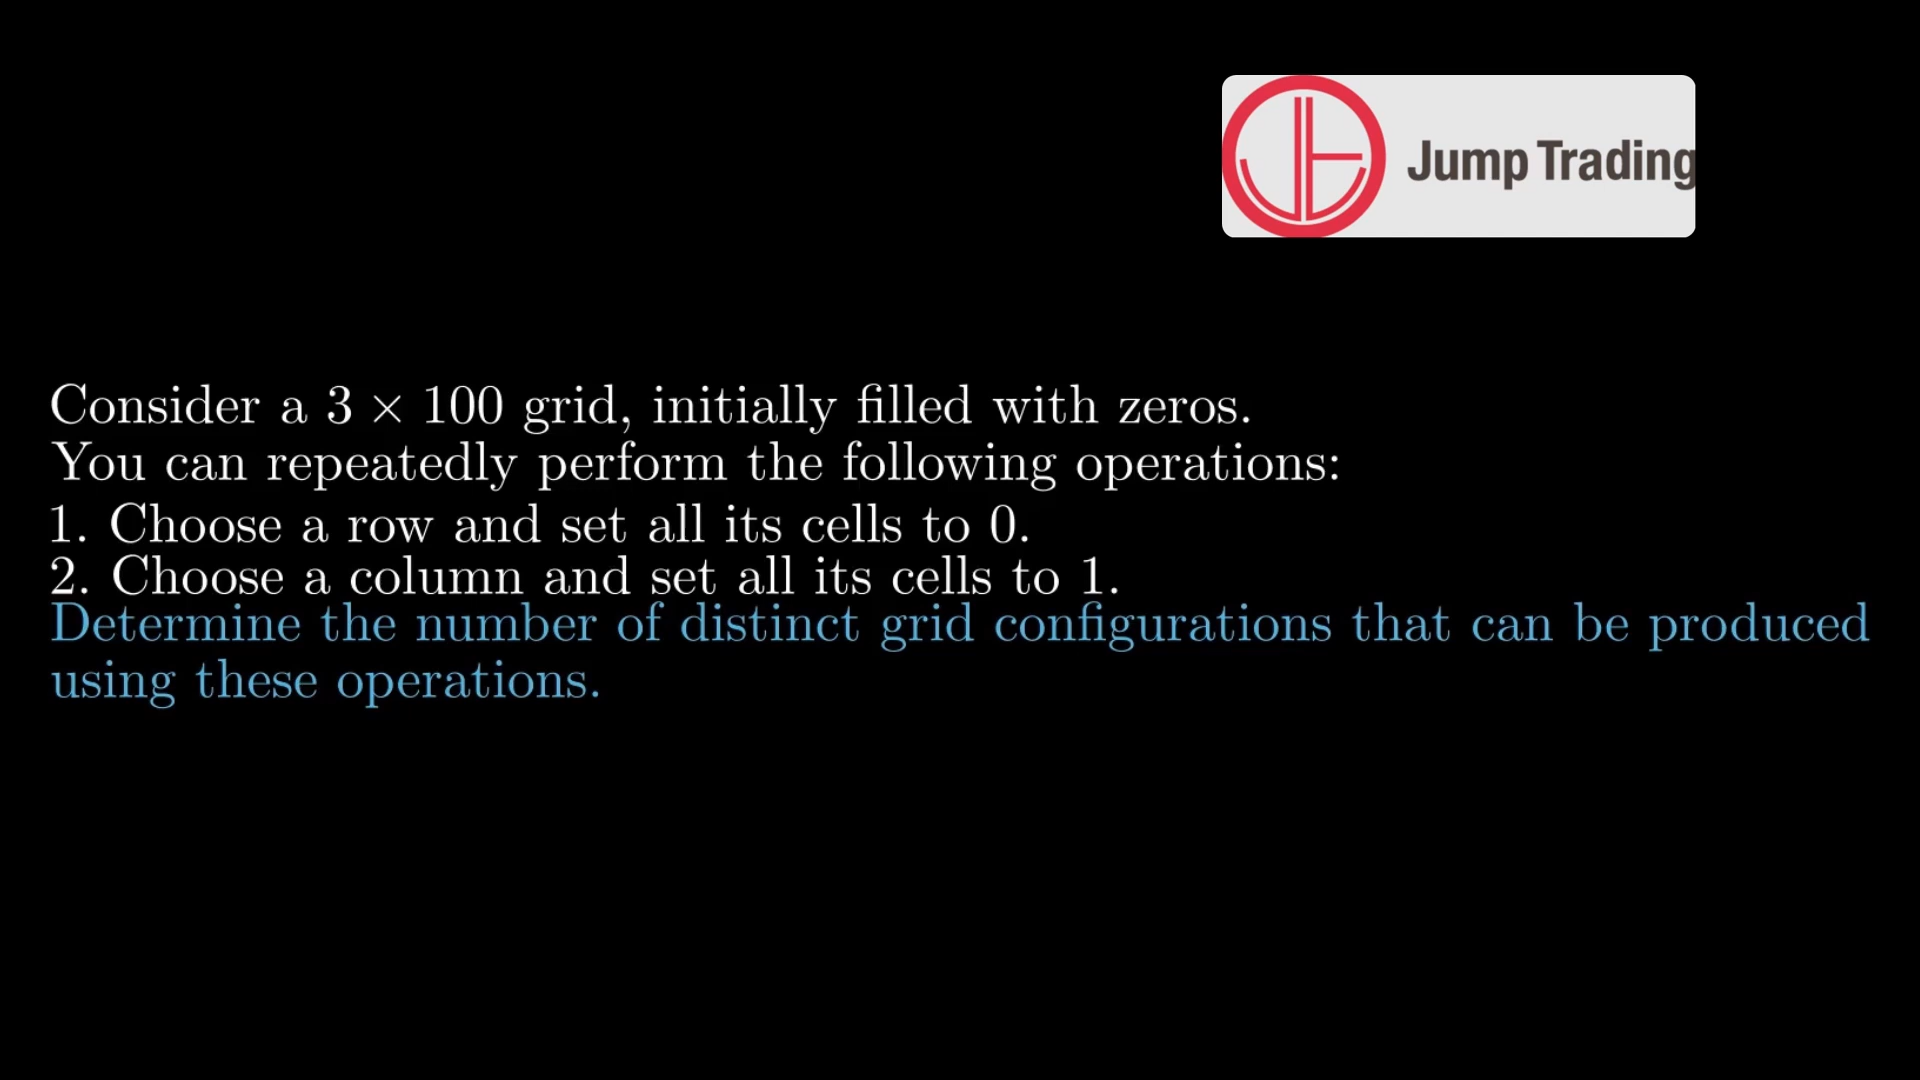 Jump Trading
Consider a 3 × 100 grid, initially filled with zeros.
You can repeatedly perform the following operations:
1. Choose a row and set all its cells to 0.
2. Choose a column and set all its cells to 1.
Determine the number of distinct grid configurations that can be produced
using these operations.